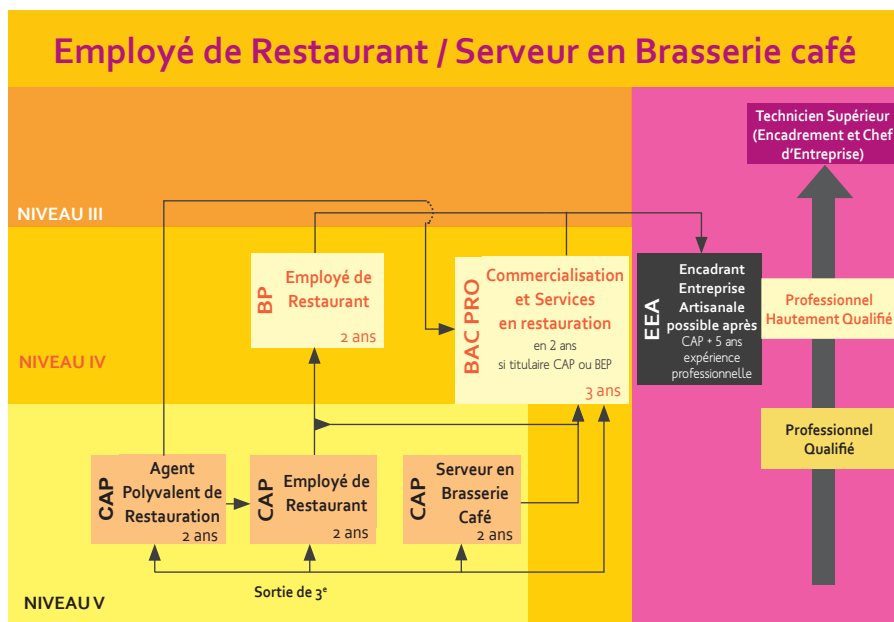 Employé de Restaurant / Serveur en Brasserie café
Technicien Supérieur
(Encadrement et Chef
d'Entreprise)
NIVEAU III
BP
Employé de
Restaurant
2 ans
BAC PRO
Commercialisation
et Services
en restauration
en 2 ans
si titulaire CAP ou BEP
3 ans
EEA
Encadrant
Entreprise
Artisanale
possible après
CAP + 5 ans
expérience
professionnelle
Professionnel
Hautement Qualifié
NIVEAU IV
CAP
Agent
Polyvalent de
Restauration
2 ans
CAP
Employé de
Restaurant
2 ans
CAP
Serveur en
Brasserie
Café
2 ans
Professionnel
Qualifié
Sortie de 3e
NIVEAU V